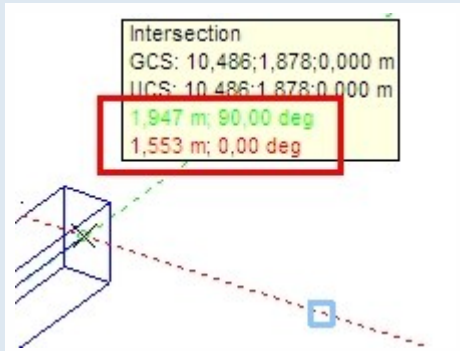 Intersection
GCS: 10,486;1,878;0,000 m
UCS: 10,486;1,878;0,000 m
1,947 m; 90,00 deg
1,553 m; 0,00 deg